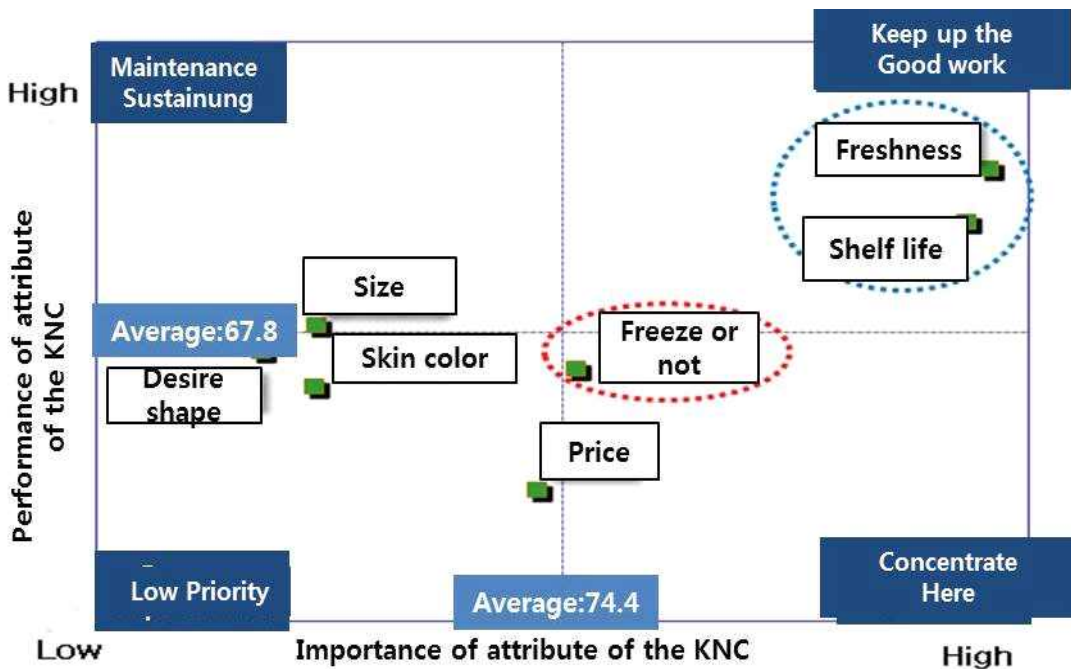 Keep up the
Good work
Maintenance
Sustainung
High
Freshness
Shelf life
Size
Average:67.8
Freeze or
not
Skin color
Desire
shape
Price
Performance of attribute
of the KNC
Concentrate
Here
Low Priority
Average:74.4
Low
Importance of attribute of the KNC
High